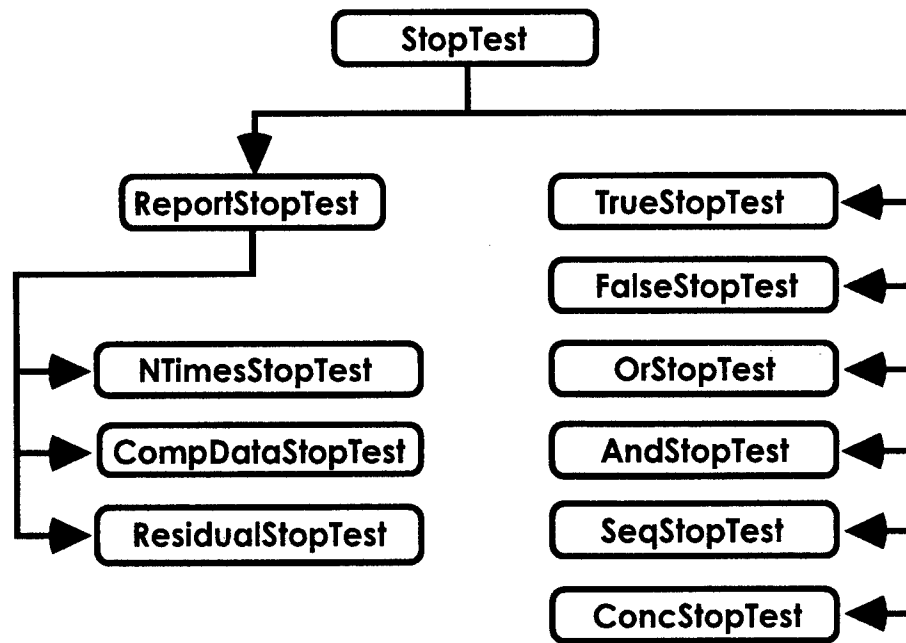 StopTest
ReportStopTest
TrueStopTest
FalseStopTest
NTimesStopTest
OrStopTest
CompDataStopTest
AndStopTest
ResidualStopTest
SeqStopTest
ConcStopTest